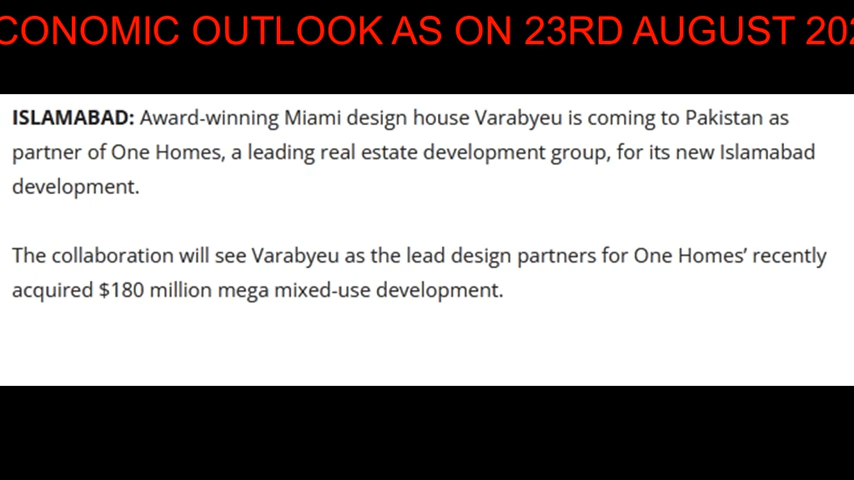 CONOMIC OUTLOOK AS ON 23RD AUGUST 202
ISLAMABAD: Award-winning Miami design house Varabyeu is coming to Pakistan as
partner of One Homes, a leading real estate development group, for its new Islamabad
development.
The collaboration will see Varabyeu as the lead design partners for One Homes’ recently
acquired $180 million mega mixed-use development.